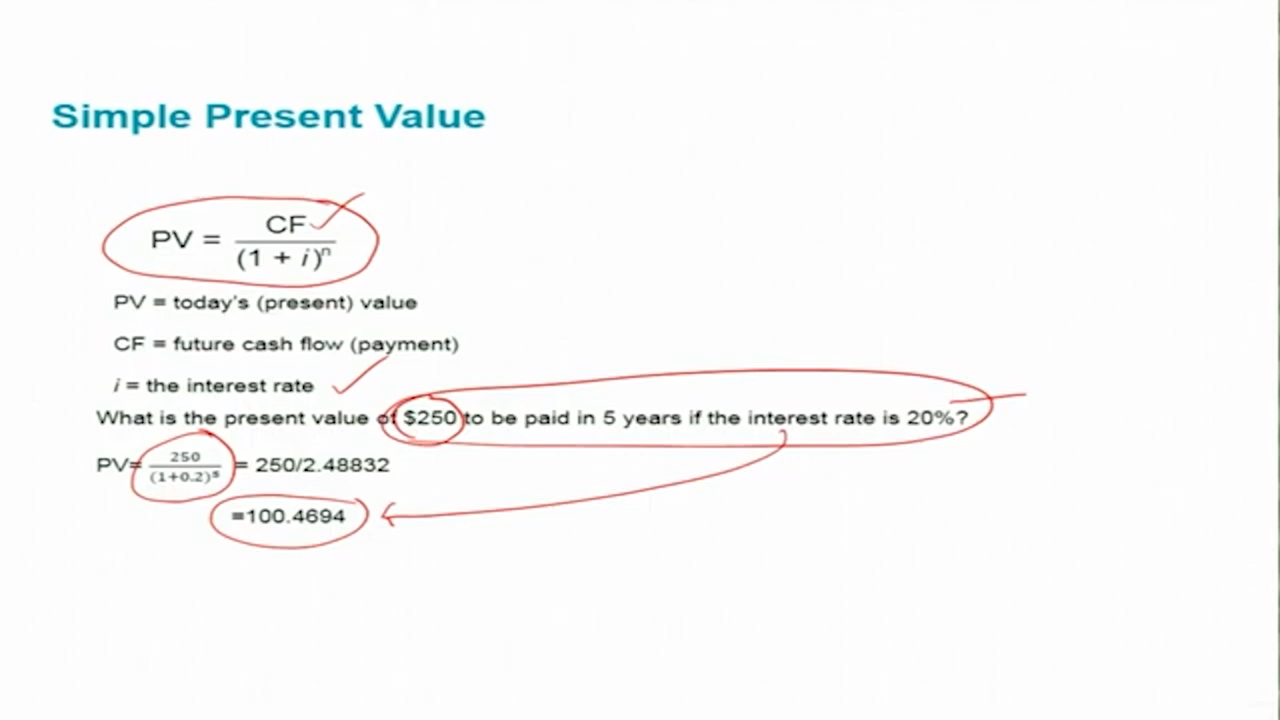 Simple Present Value
PV = CF / (1 + i)ⁿ
PV = today's (present) value
CF = future cash flow (payment)
i = the interest rate
What is the present value of $250 to be paid in 5 years if the interest rate is 20%?
PV= 250 / (1+0.2)⁵ = 250/2.48832
=100.4694